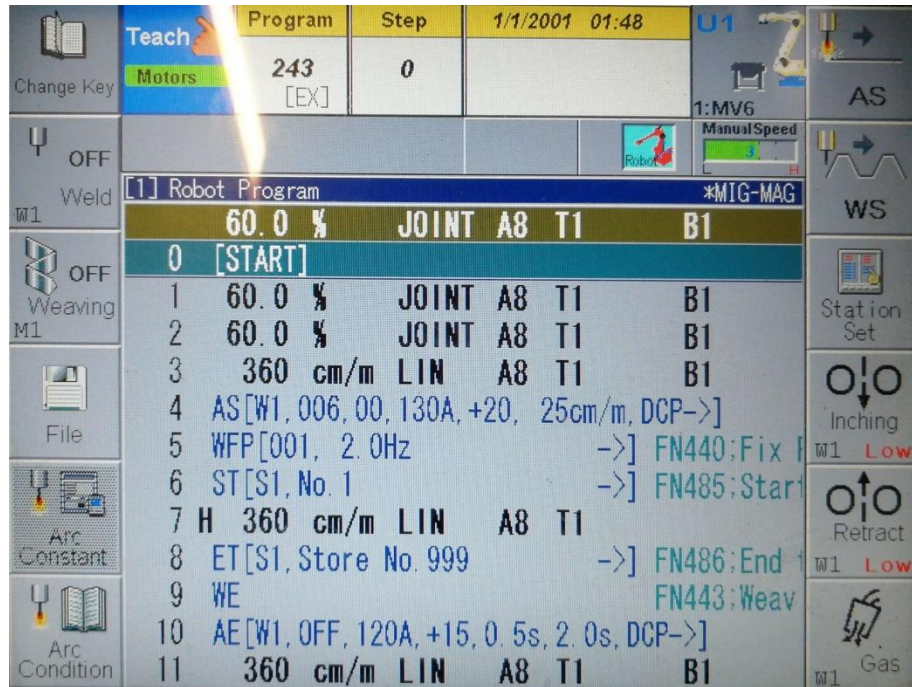 Change Key
Teach
Motors
Program
243
[EX]
Step
0
1/1/2001 01:48
U1
1:MV6
AS
Robot
Manual Speed
3
L H
OFF
Weld
W1
WS
[1] Robot Program *MIG-MAG
60.0 % JOINT A8 T1 B1
0 [START]
1 60.0 % JOINT A8 T1 B1
2 60.0 % JOINT A8 T1 B1
3 360 cm/m LIN A8 T1 B1
4 AS[W1,006,00,130A,+20, 25cm/m,DCP->]
5 WFP[001, 2.0Hz ->] FN440;Fix
6 ST[S1,No.1 ->] FN485;Start
7 H 360 cm/m LIN A8 T1
8 ET[S1,Store No.999 ->] FN486;End
9 WE FN443;Weav
10 AE[W1,OFF,120A,+15,0.5s,2.0s,DCP->]
11 360 cm/m LIN A8 T1 B1
OFF
Weaving
M1
File
Arc
Constant
Arc
Condition
Station
Set
Inching
W1 Low
Retract
W1 Low
Gas
W1